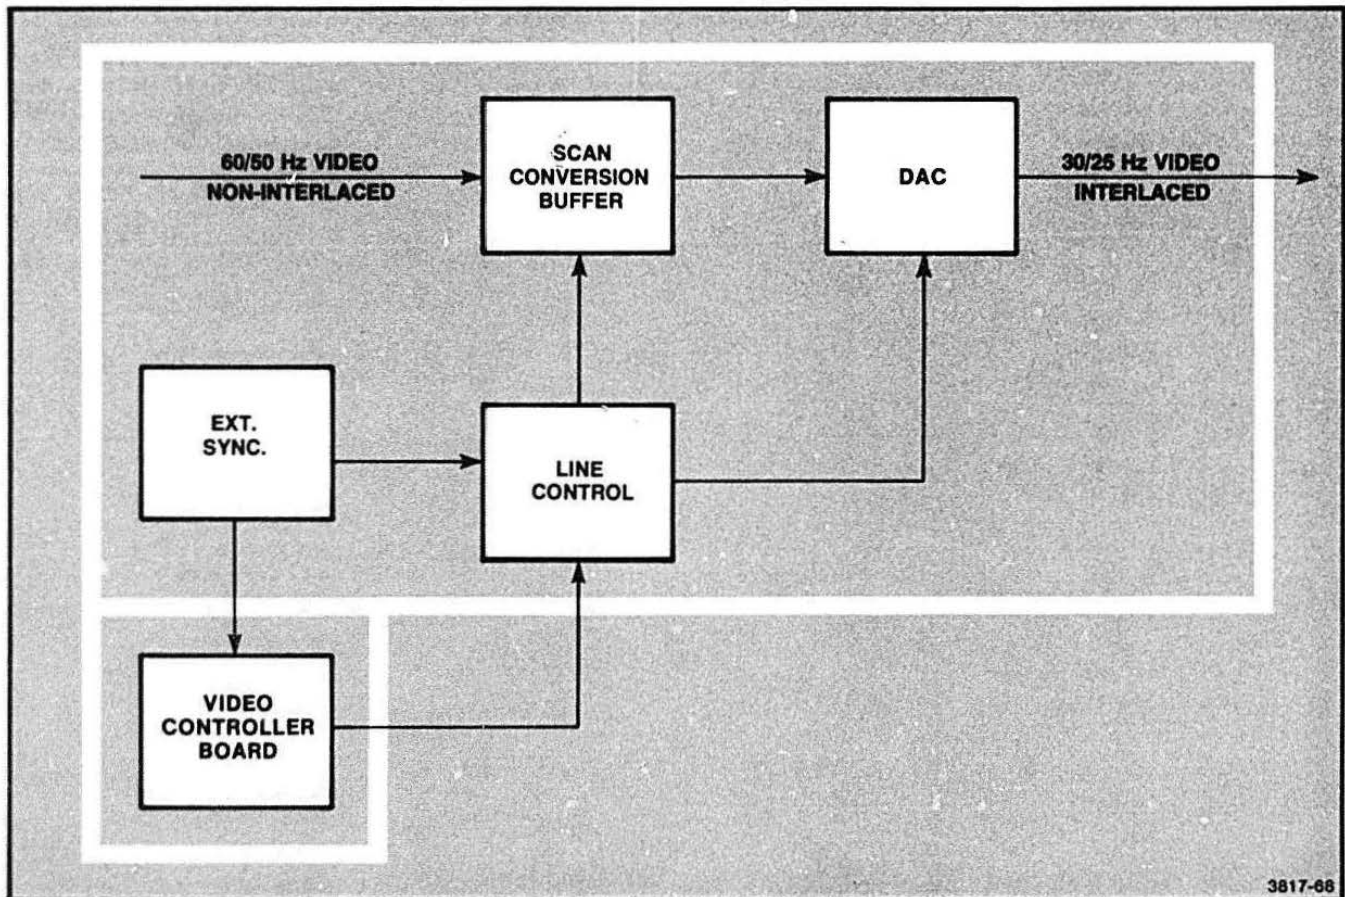 60/50 Hz VIDEO
NON-INTERLACED
SCAN
CONVERSION
BUFFER
DAC
30/25 Hz VIDEO
INTERLACED
EXT.
SYNC.
LINE
CONTROL
VIDEO
CONTROLLER
BOARD
3817-68